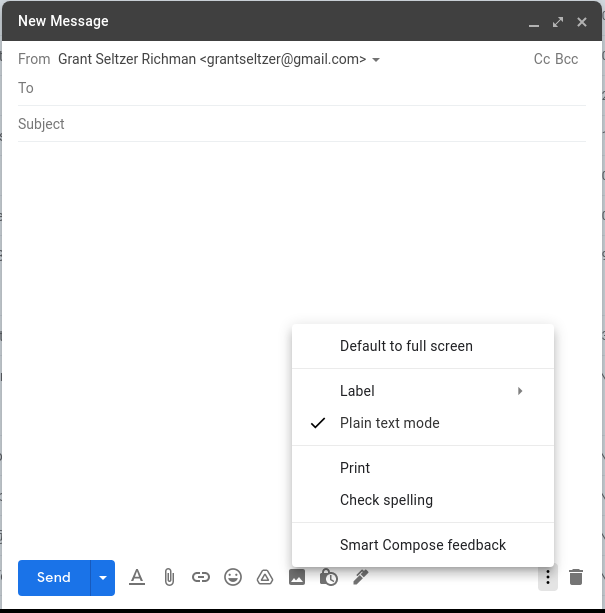 New Message
From Grant Seltzer Richman <grantseltzer@gmail.com> Cc Bcc
To
Subject
Default to full screen
Label
Plain text mode
Print
Check spelling
Smart Compose feedback
Send